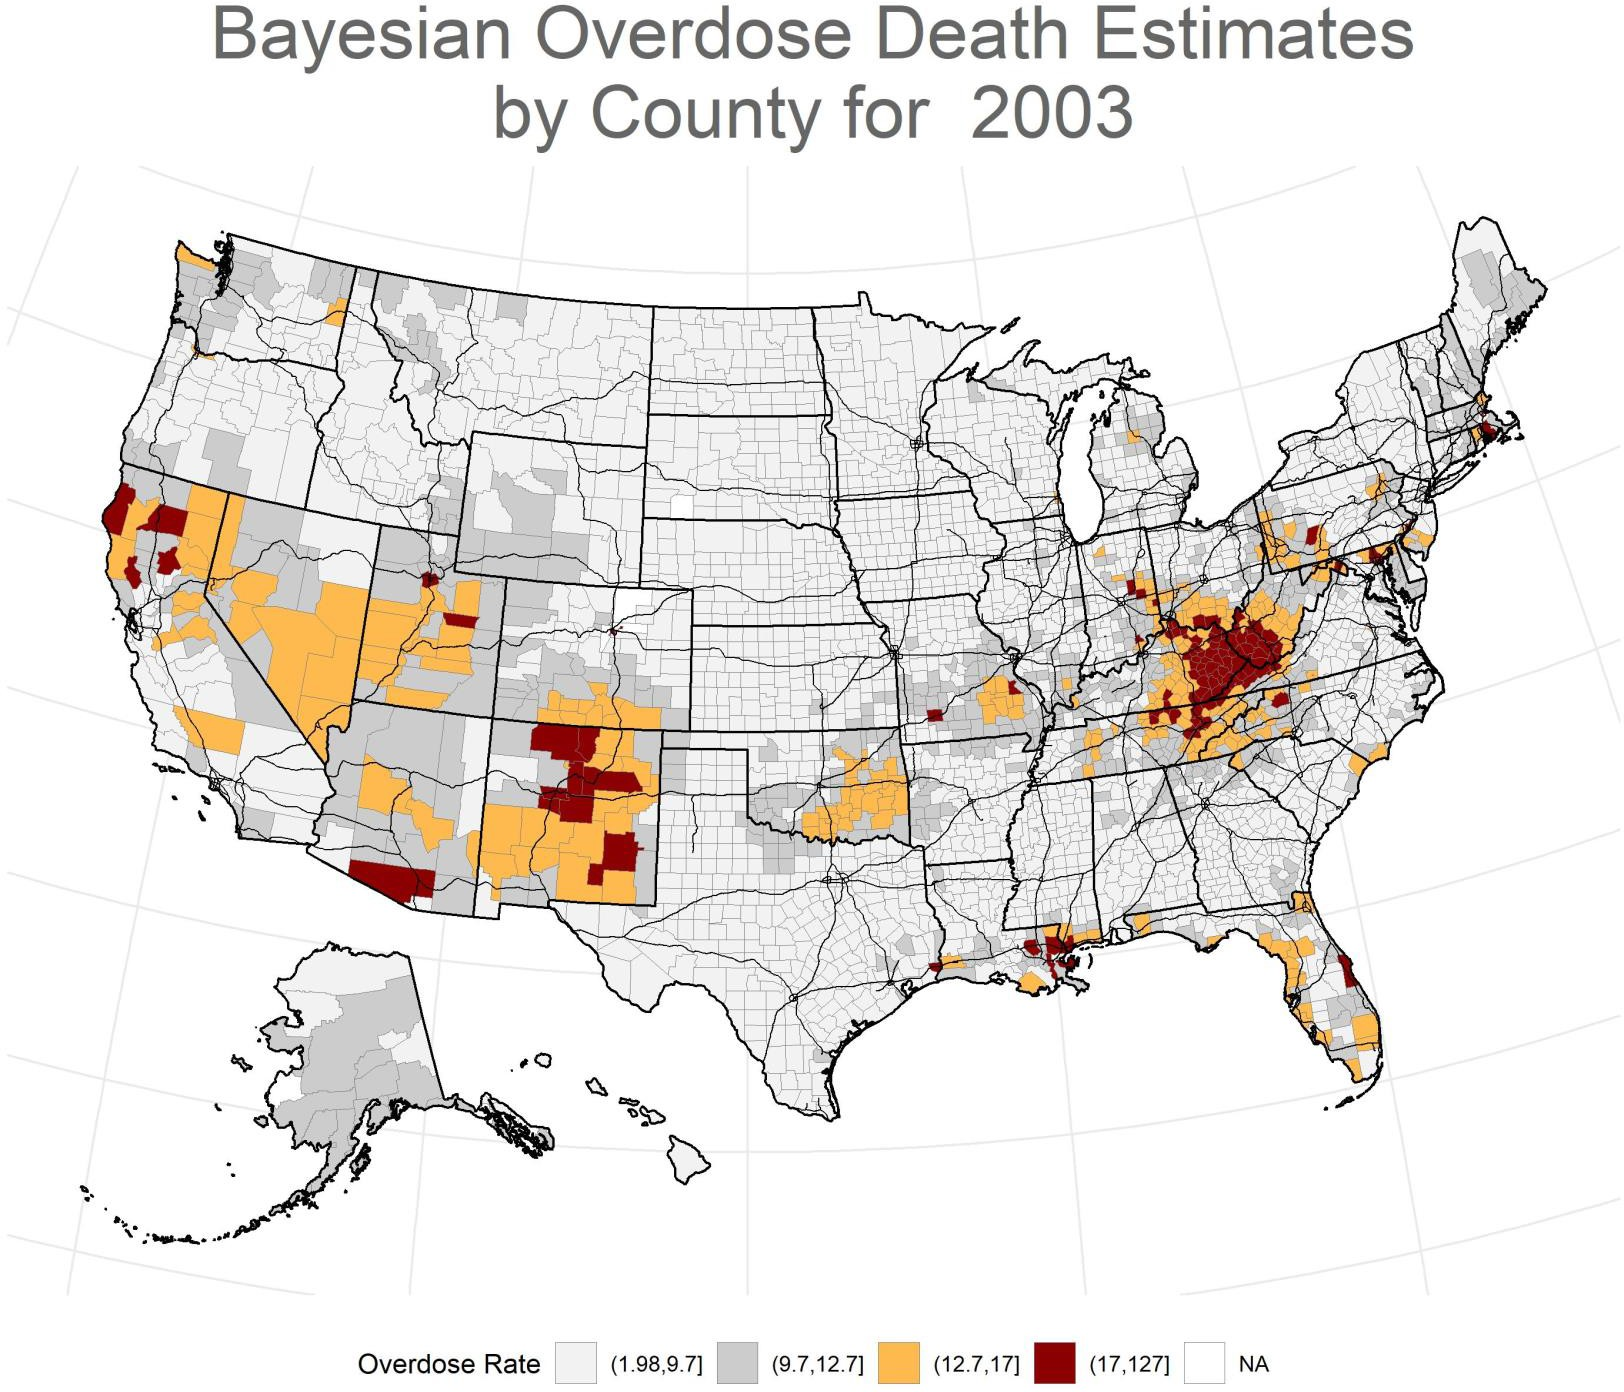 Bayesian Overdose Death Estimates
by County for 2003
Overdose Rate (1.98,9.7] (9.7,12.7] (12.7,17] (17,127] NA